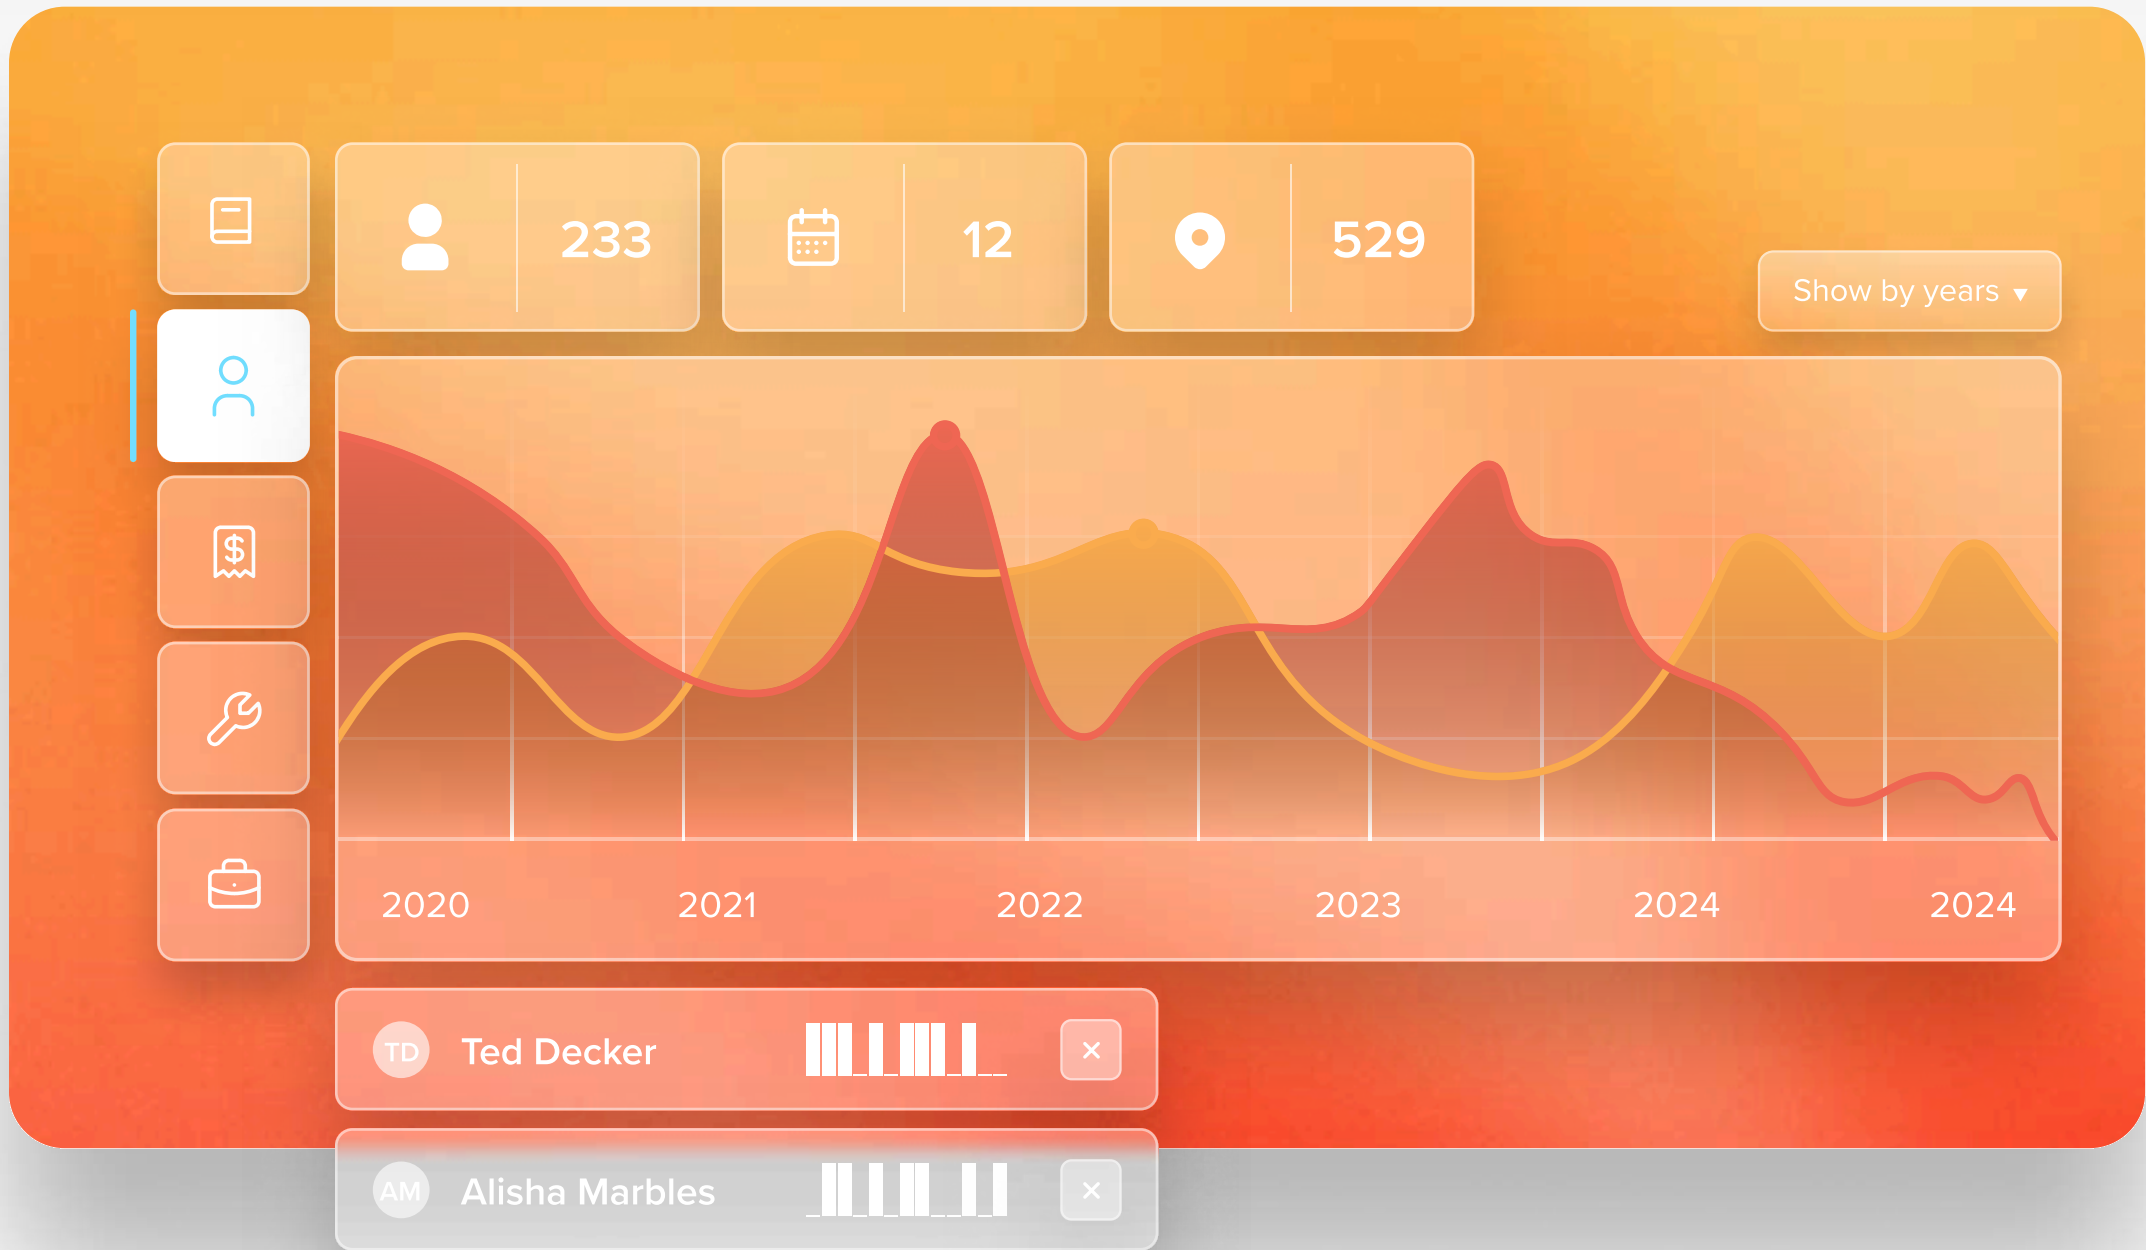 233
12
529
Show by years ▼
$
2020 2021 2022 2023 2024 2024
TD Ted Decker ×
AM Alisha Marbles ×